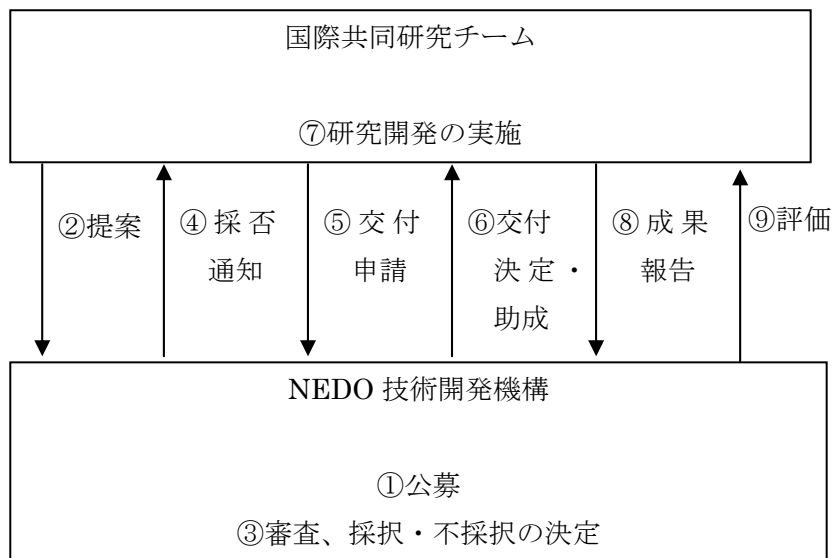 国際共同研究チーム
⑦研究開発の実施
②提案
④採否
通知
⑤交付
申請
⑥交付
決定・
助成
⑧成果
報告
⑨評価
NEDO 技術開発機構
①公募
③審査、採択・不採択の決定